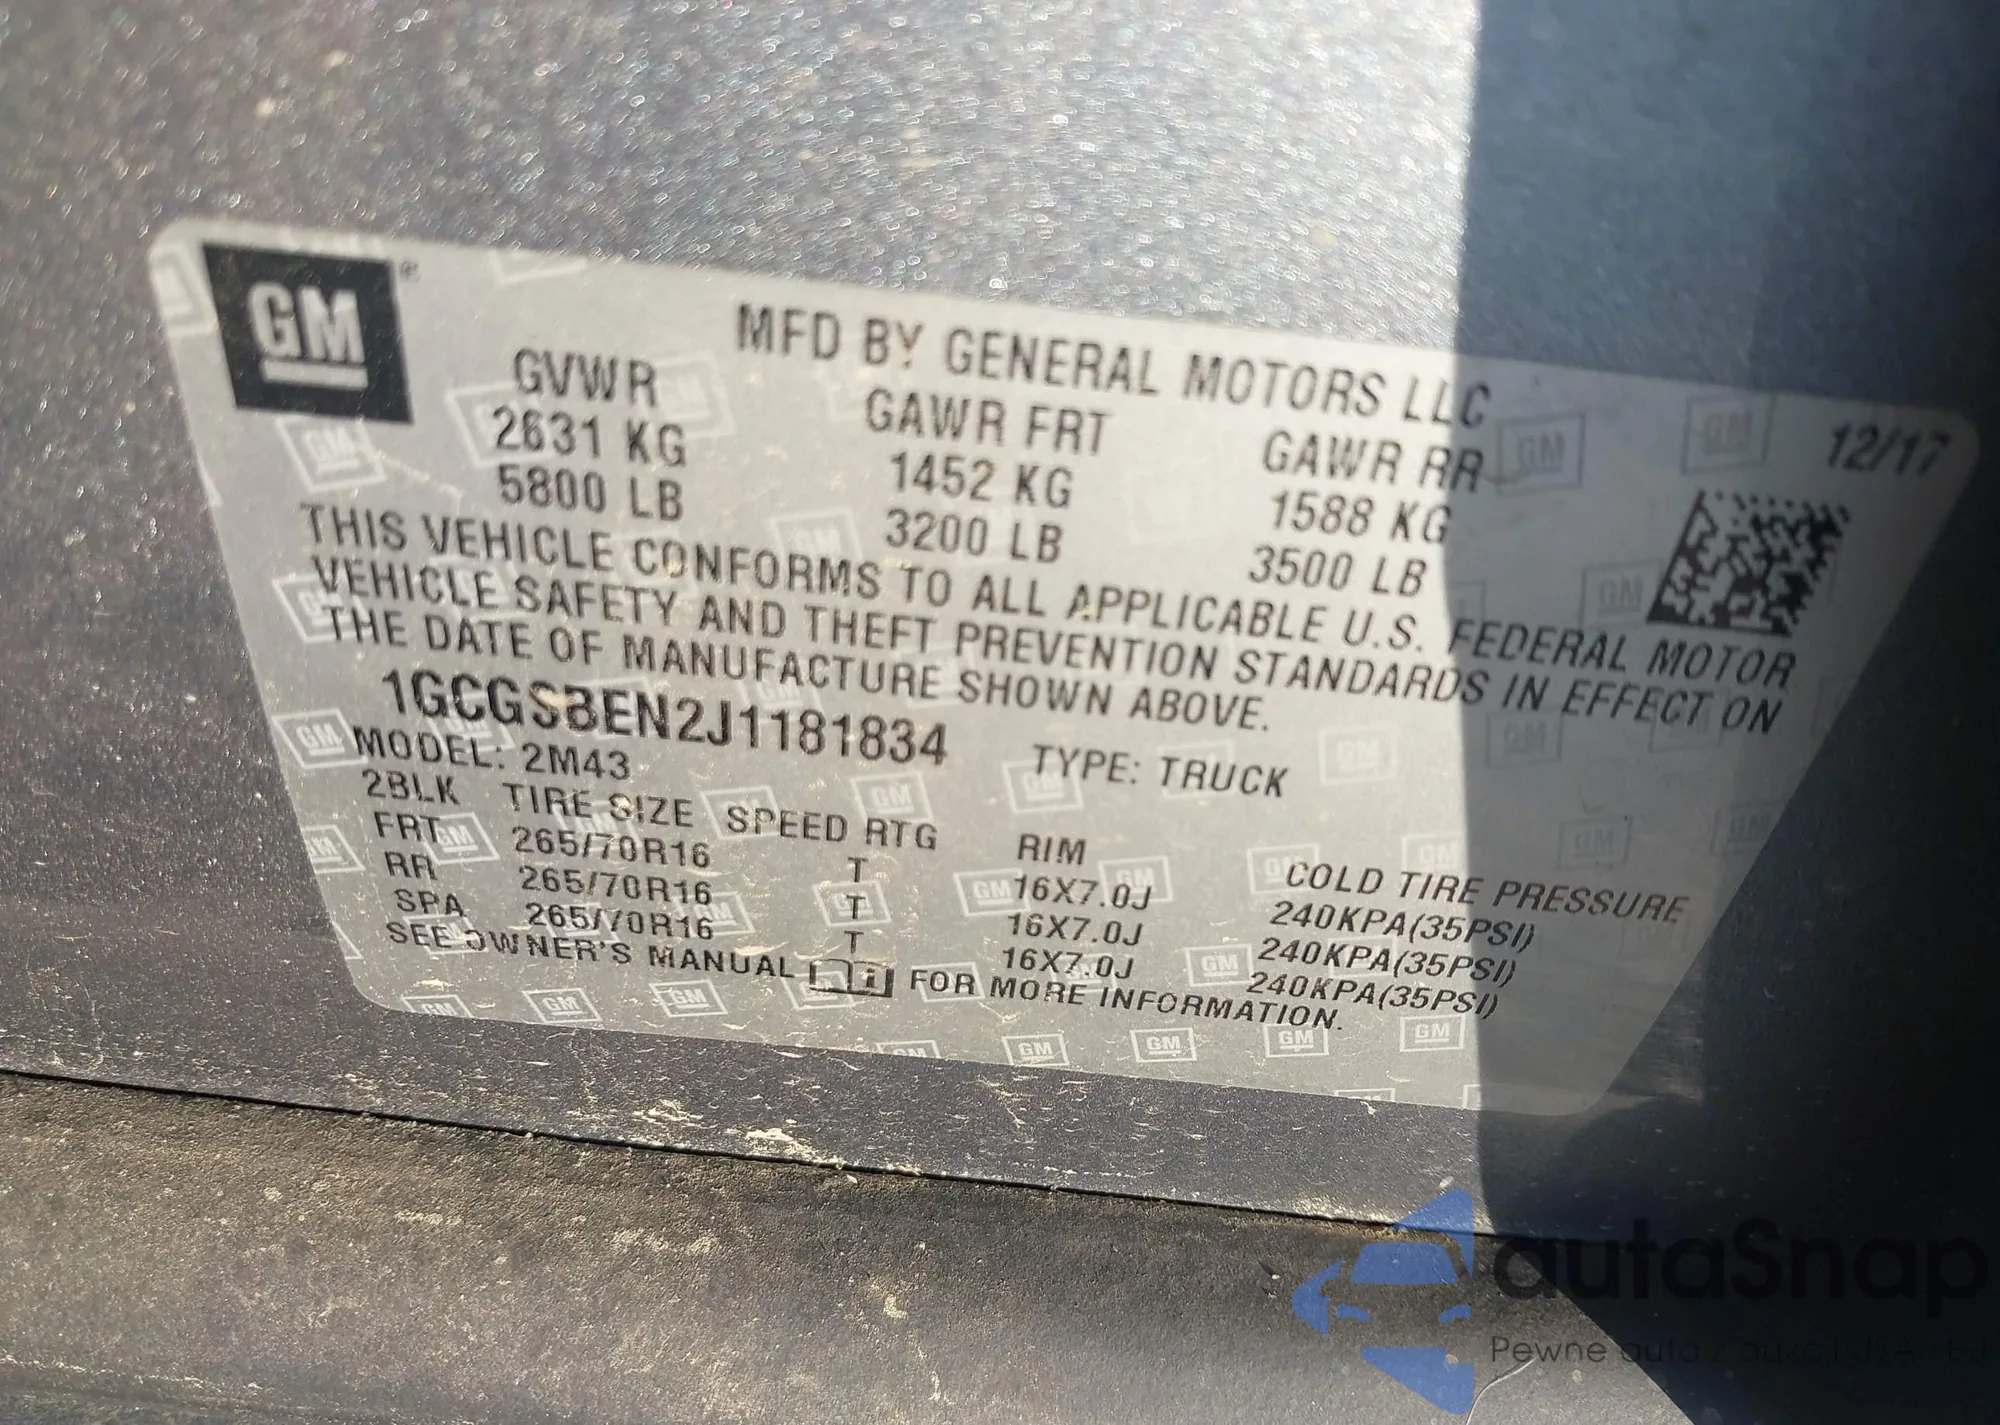 GM ®
MFD BY GENERAL MOTORS LLC
12/17
GVWR GAWR FRT GAWR RR
2631 KG 1452 KG 1588 KG
5800 LB 3200 LB 3500 LB
THIS VEHICLE CONFORMS TO ALL APPLICABLE U.S. FEDERAL MOTOR
VEHICLE SAFETY AND THEFT PREVENTION STANDARDS IN EFFECT ON
THE DATE OF MANUFACTURE SHOWN ABOVE.
1GCGSBEN2J1181834 TYPE: TRUCK
MODEL: 2M43
2BLK TIRE SIZE SPEED RTG RIM COLD TIRE PRESSURE
FRT 265/70R16 T 16X7.0J 240KPA(35PSI)
RR 265/70R16 T 16X7.0J 240KPA(35PSI)
SPA 265/70R16 T 16X7.0J 240KPA(35PSI)
SEE OWNER'S MANUAL FOR MORE INFORMATION.
autaSnap
Pewne auta z